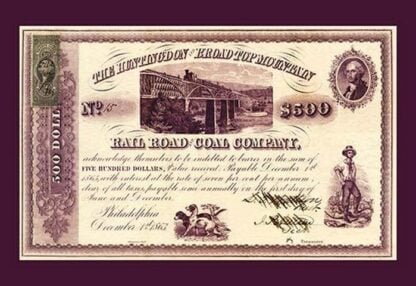 THE HUNTINGDON AND BROAD TOP MOUNTAIN
No 15
$500
RAIL ROAD AND COAL COMPANY,
500 DOLL
acknowledge themselves to be indebted to bearer in the sum of
FIVE HUNDRED DOLLARS, Value received. Payable December 1st
1865, with interest at the rate of seven per cent per annum,
clear of all taxes, payable semi-annually on the first day of
June and December.
Philadelphia
December 1st 1865